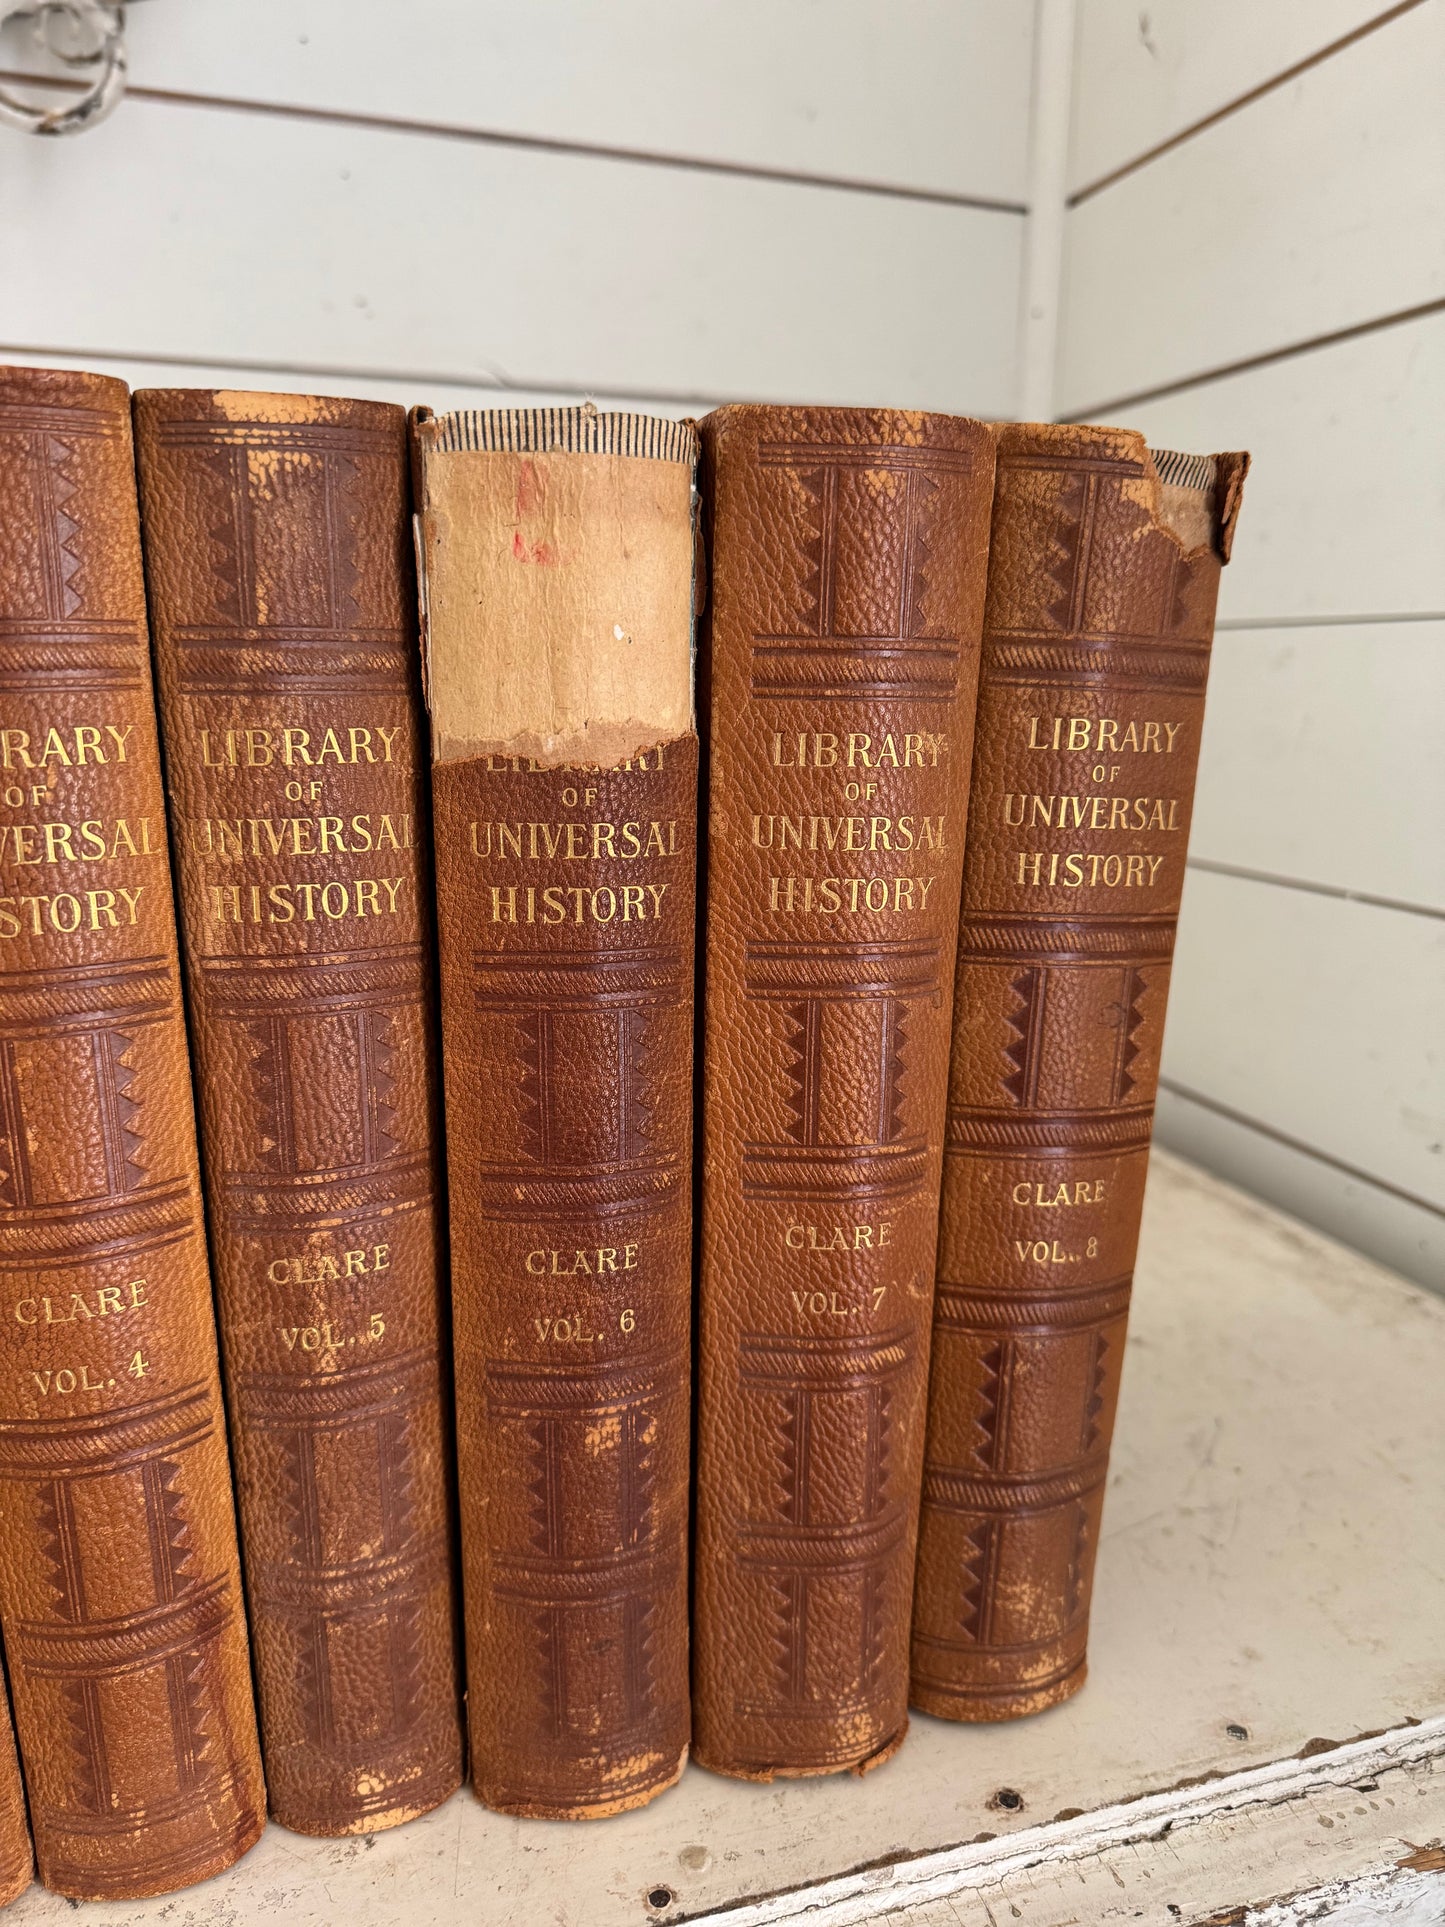 RARY
OF
VERSAL
STORY
CLARE
VOL. 4
LIBRARY
OF
UNIVERSAL
HISTORY
CLARE
VOL. 5
LIBRARY
OF
UNIVERSAL
HISTORY
CLARE
VOL. 6
LIBRARY
OF
UNIVERSAL
HISTORY
CLARE
VOL. 7
LIBRARY
OF
UNIVERSAL
HISTORY
CLARE
VOL. 8